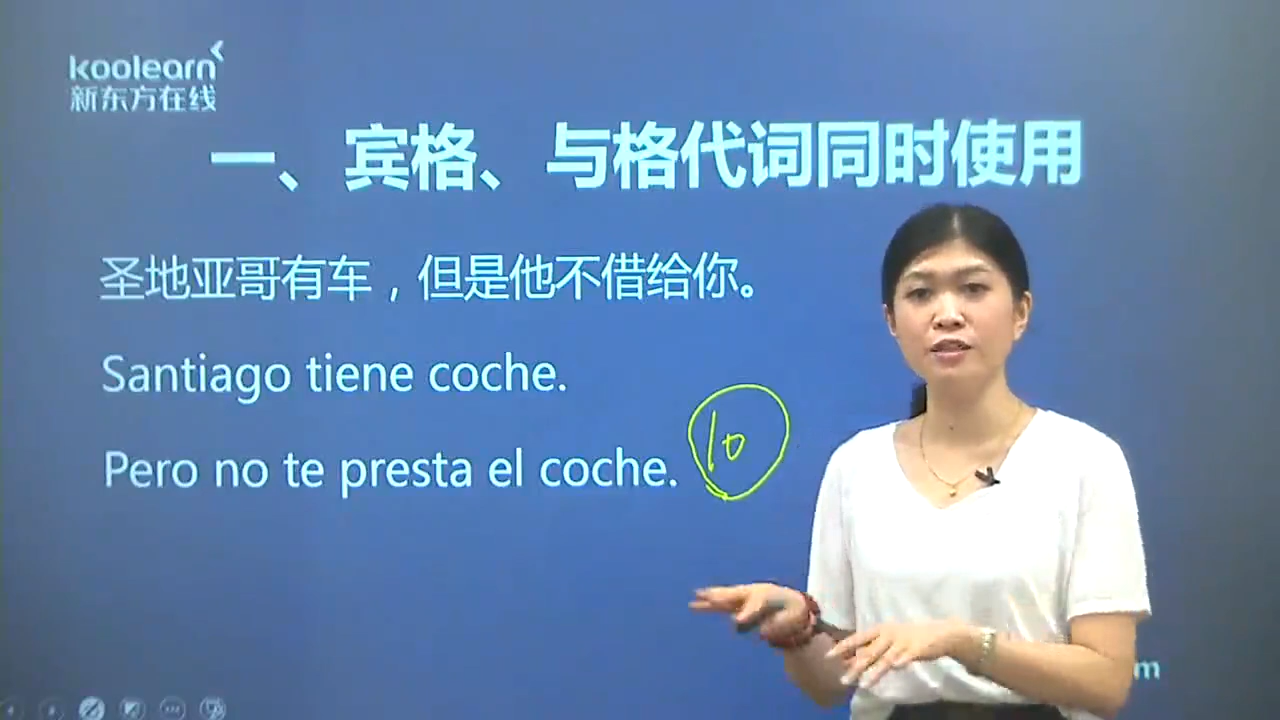 koolearn
新东方在线
一、宾格、与格代词同时使用
圣地亚哥有车，但是他不借给你。
Santiago tiene coche.
Pero no te presta el coche.
lo
m